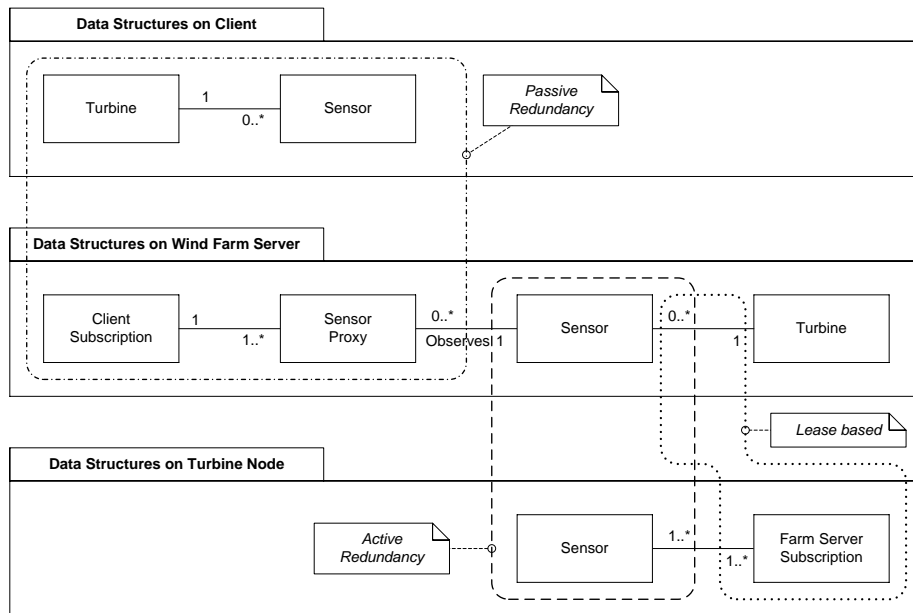 Data Structures on Client
Turbine
1
0..*
Sensor
Passive
Redundancy
Data Structures on Wind Farm Server
Client
Subscription
1
1..*
Sensor
Proxy
0..*
Observes 1
Sensor
0..*
1
Turbine
Lease based
Data Structures on Turbine Node
Active
Redundancy
Sensor
1..*
1..*
Farm Server
Subscription